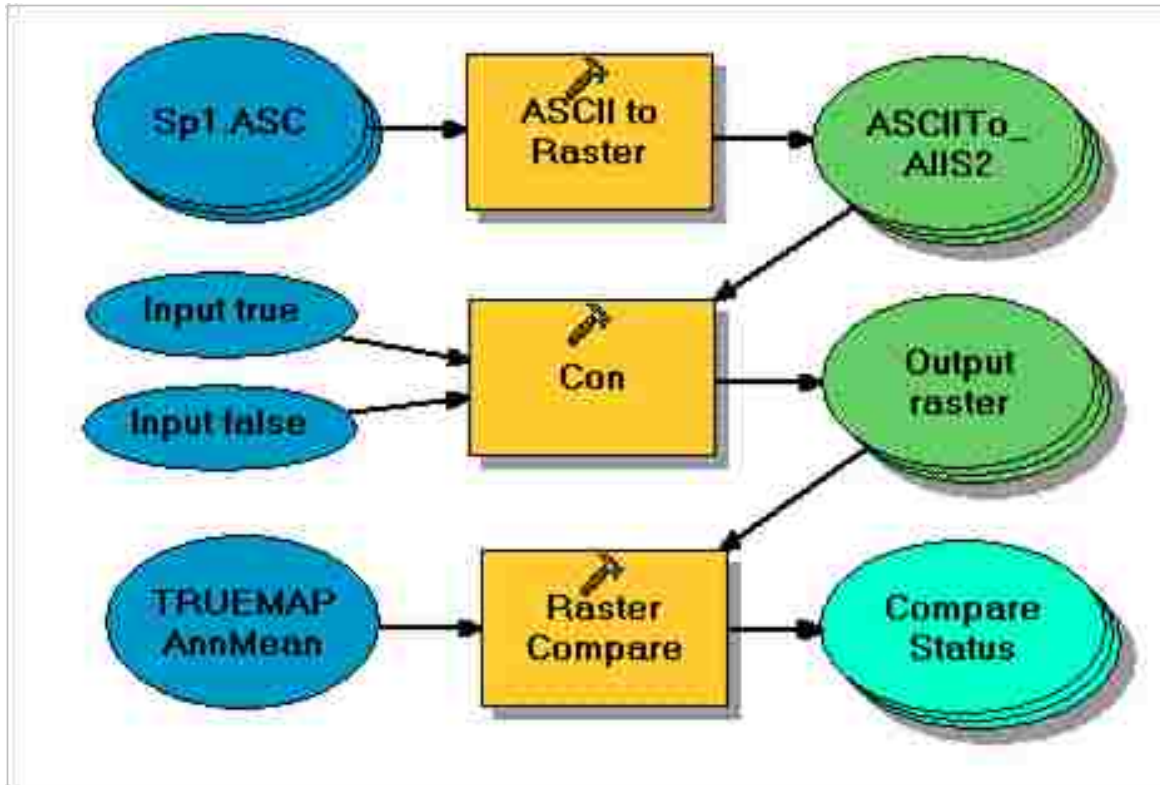 Sp1.ASC
ASCII to
Raster
ASCIITo_
AllS2
Input true
Input false
Con
Output
raster
TRUEMAP
AnnMean
Raster
Compare
Compare
Status